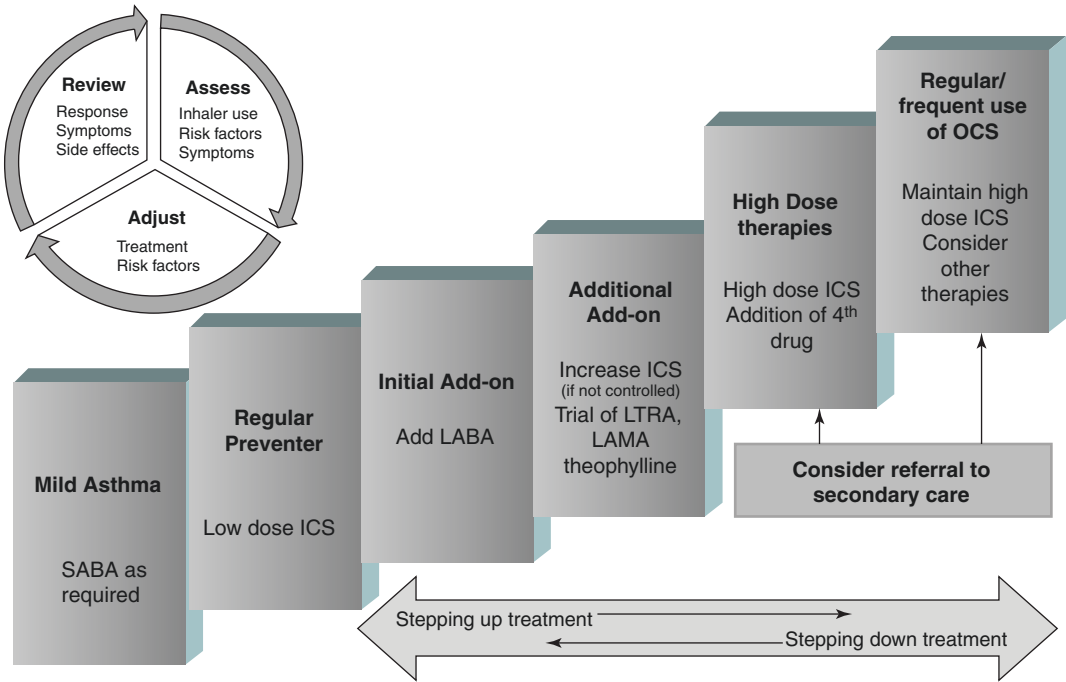 Review
Response
Symptoms
Side effects
Assess
Inhaler use
Risk factors
Symptoms
Adjust
Treatment
Risk factors
Mild Asthma
SABA as
required
Regular
Preventer
Low dose ICS
Initial Add-on
Add LABA
Additional
Add-on
Increase ICS
(if not controlled)
Trial of LTRA,
LAMA
theophylline
High Dose
therapies
High dose ICS
Addition of 4th
drug
Regular/
frequent use
of OCS
Maintain high
dose ICS
Consider
other
therapies
Consider referral to
secondary care
Stepping up treatment
Stepping down treatment